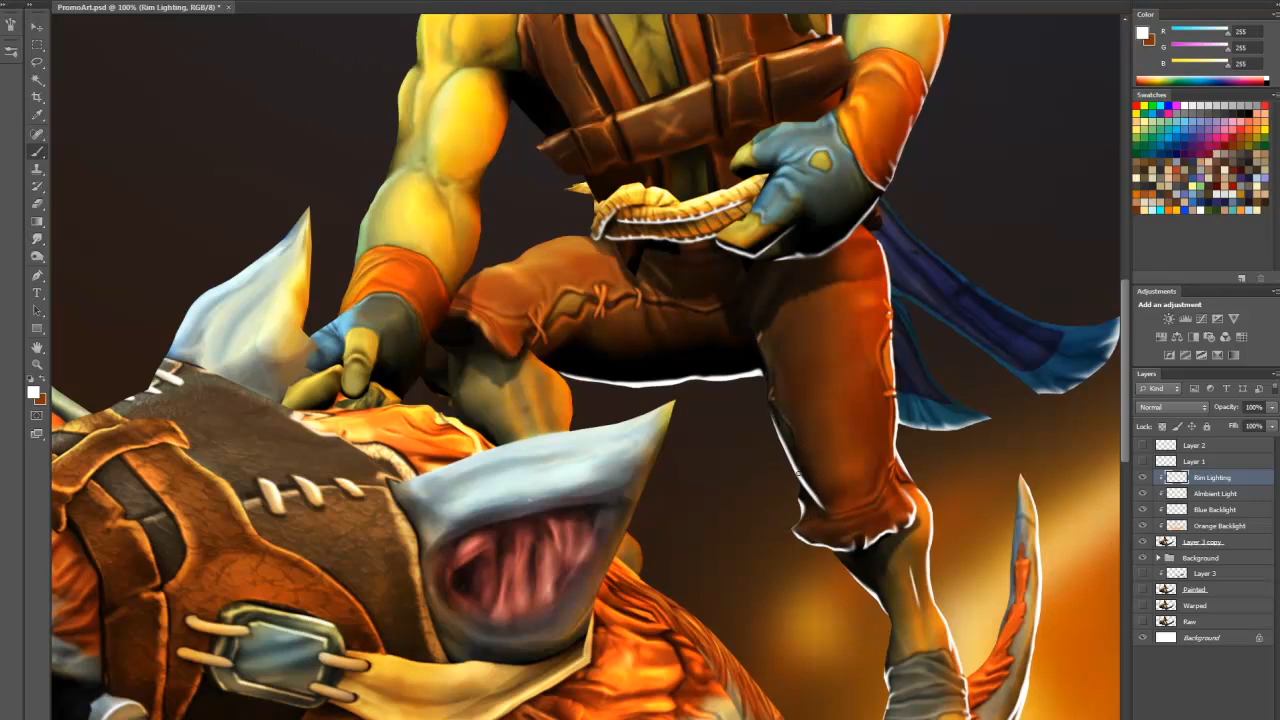 PromoArt.psd @ 100% (Rim Lighting, RGB/8) * ×
Color
R 255
G 255
B 255
Swatches
Adjustments
Add an adjustment
Layers
Kind
Normal Opacity: 100%
Lock: Fill: 100%
Layer 2
Layer 1
Rim Lighting
Almbient Light
Blue Backlight
Orange Backlight
Layer 3 copy
Background
Layer 3
Painted
Warped
Raw
Background